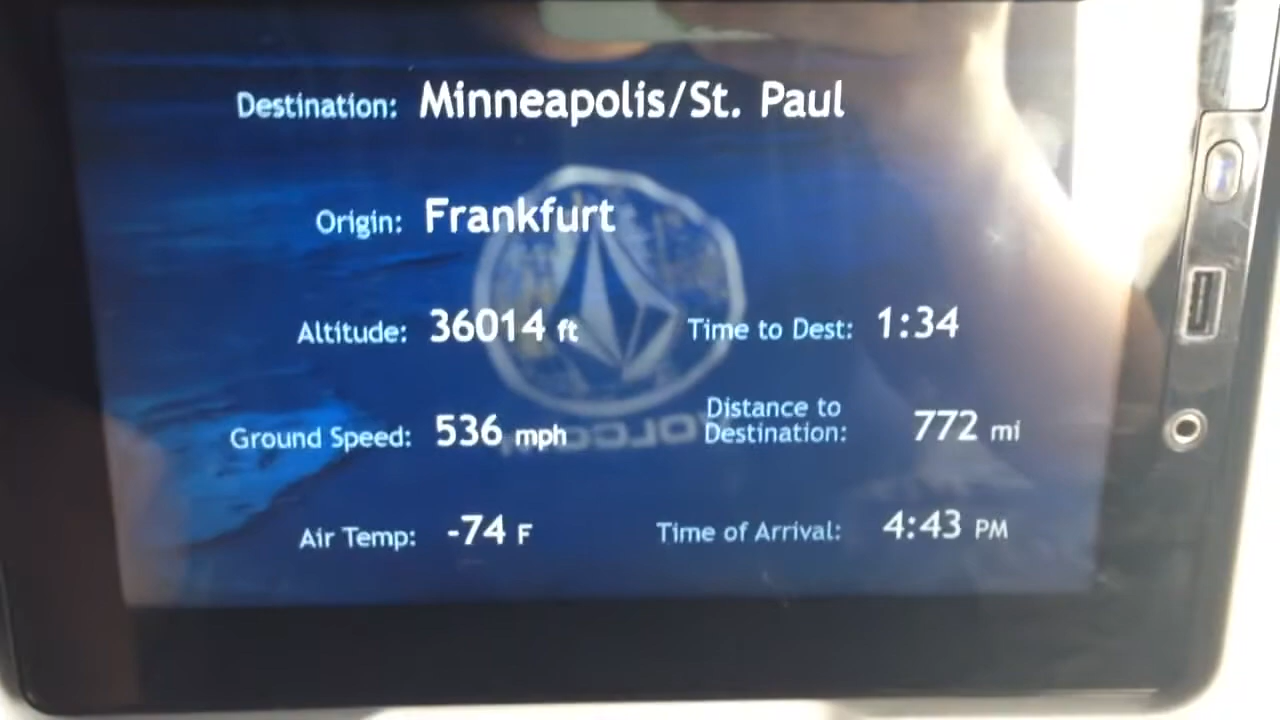 Destination: Minneapolis/St. Paul
Origin: Frankfurt
Altitude: 36014 ft
Time to Dest: 1:34
Ground Speed: 536 mph
Distance to
Destination: 772 mi
Air Temp: -74 F
Time of Arrival: 4:43 PM